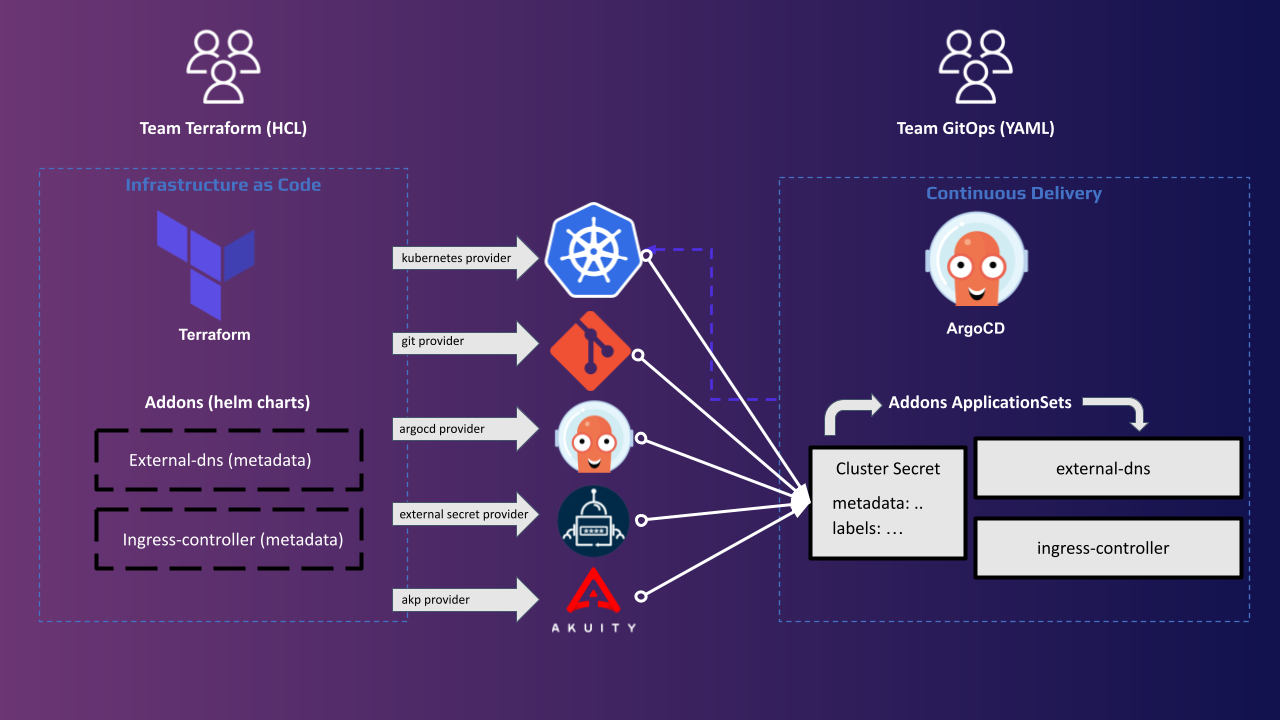 Team Terraform (HCL)
Team GitOps (YAML)
Infrastructure as Code
Terraform
Addons (helm charts)
External-dns (metadata)
Ingress-controller (metadata)
kubernetes provider
git provider
argocd provider
external secret provider
akp provider
AKUITY
Continuous Delivery
ArgoCD
Addons ApplicationSets
Cluster Secret
metadata: ..
labels: ...
external-dns
ingress-controller